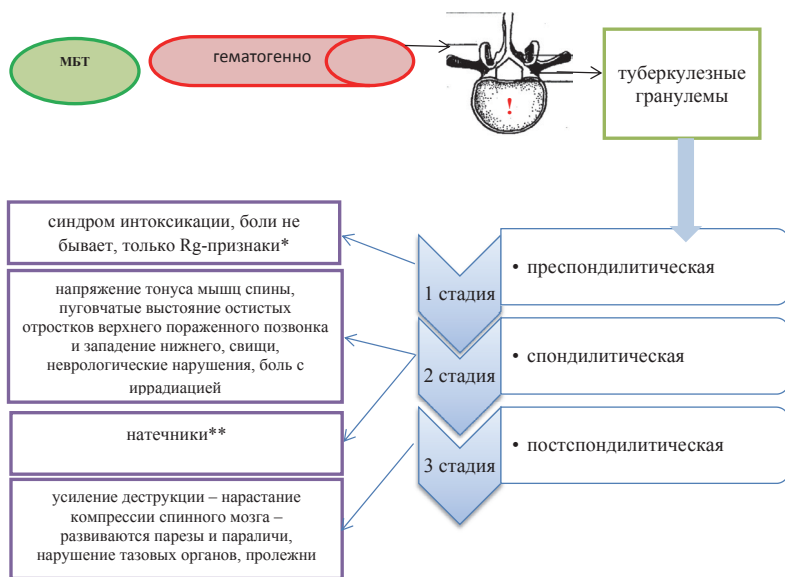 МБТ
гематогенно
!
туберкулезные
гранулемы
синдром интоксикации, боли не
бывает, только Rg-признаки*
1 стадия
• преспондилитическая
напряжение тонуса мышц спины,
пуговчатые выстояние остистых
отростков верхнего пораженного позвонка
и западение нижнего, свищи,
неврологические нарушения, боль с
иррадиацией
2 стадия
• спондилитическая
натечники**
3 стадия
• постспондилитическая
усиление деструкции – нарастание
компрессии спинного мозга –
развиваются парезы и параличи,
нарушение тазовых органов, пролежни